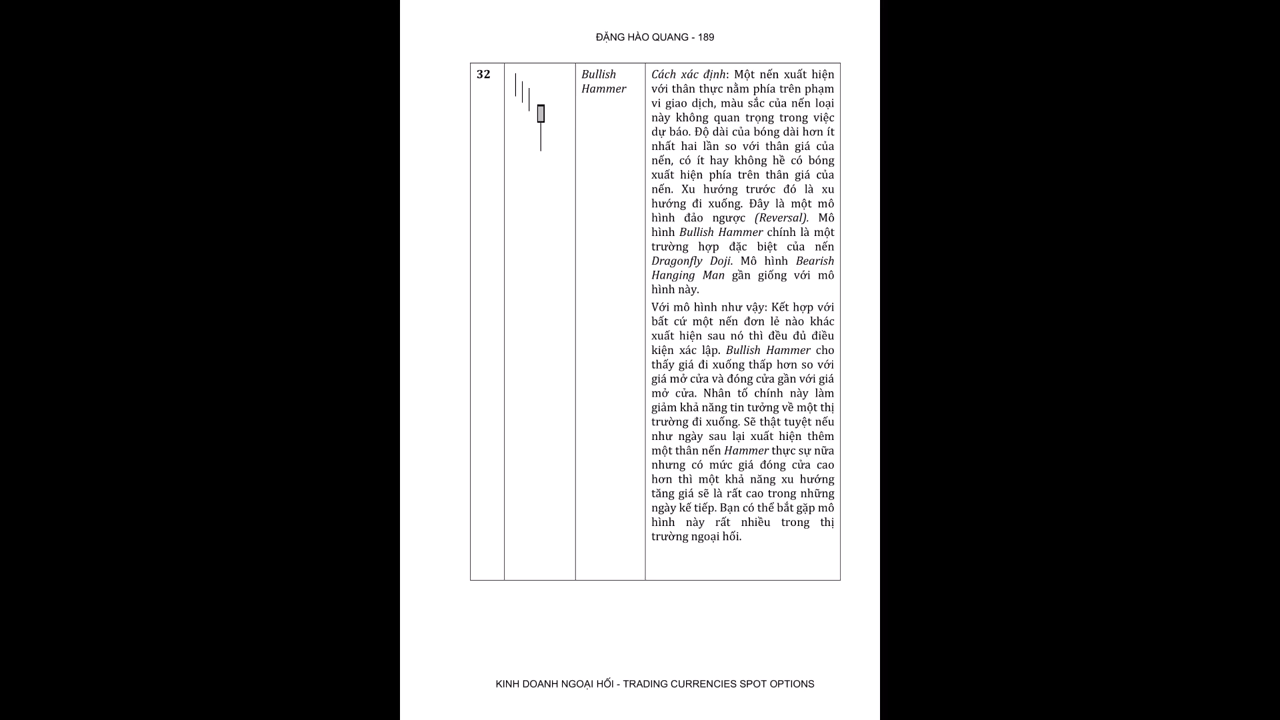 ĐẶNG HÀO QUANG - 189
32
Bullish
Hammer
Cách xác định: Một nến xuất hiện
với thân thực nằm phía trên phạm
vi giao dịch, màu sắc của nến loại
này không quan trọng trong việc
dự báo. Độ dài của bóng dài hơn ít
nhất hai lần so với thân giá của
nến, có ít hay không hề có bóng
xuất hiện phía trên thân giá của
nến. Xu hướng trước đó là xu
hướng đi xuống. Đây là một mô
hình đảo ngược (Reversal). Mô
hình Bullish Hammer chính là một
trường hợp đặc biệt của nến
Dragonfly Doji. Mô hình Bearish
Hanging Man gần giống với mô
hình này.
Với mô hình như vậy: Kết hợp với
bất cứ một nến đơn lẻ nào khác
xuất hiện sau nó thì đều đủ điều
kiện xác lập. Bullish Hammer cho
thấy giá đi xuống thấp hơn so với
giá mở cửa và đóng cửa gần với giá
mở cửa. Nhân tố chính này làm
giảm khả năng tin tưởng về một thị
trường đi xuống. Sẽ thật tuyệt nếu
như ngày sau lại xuất hiện thêm
một thân nến Hammer thực sự nữa
nhưng có mức giá đóng cửa cao
hơn thì một khả năng xu hướng
tăng giá sẽ là rất cao trong những
ngày kế tiếp. Bạn có thể bắt gặp mô
hình này rất nhiều trong thị
trường ngoại hối.
KINH DOANH NGOẠI HỐI - TRADING CURRENCIES SPOT OPTIONS